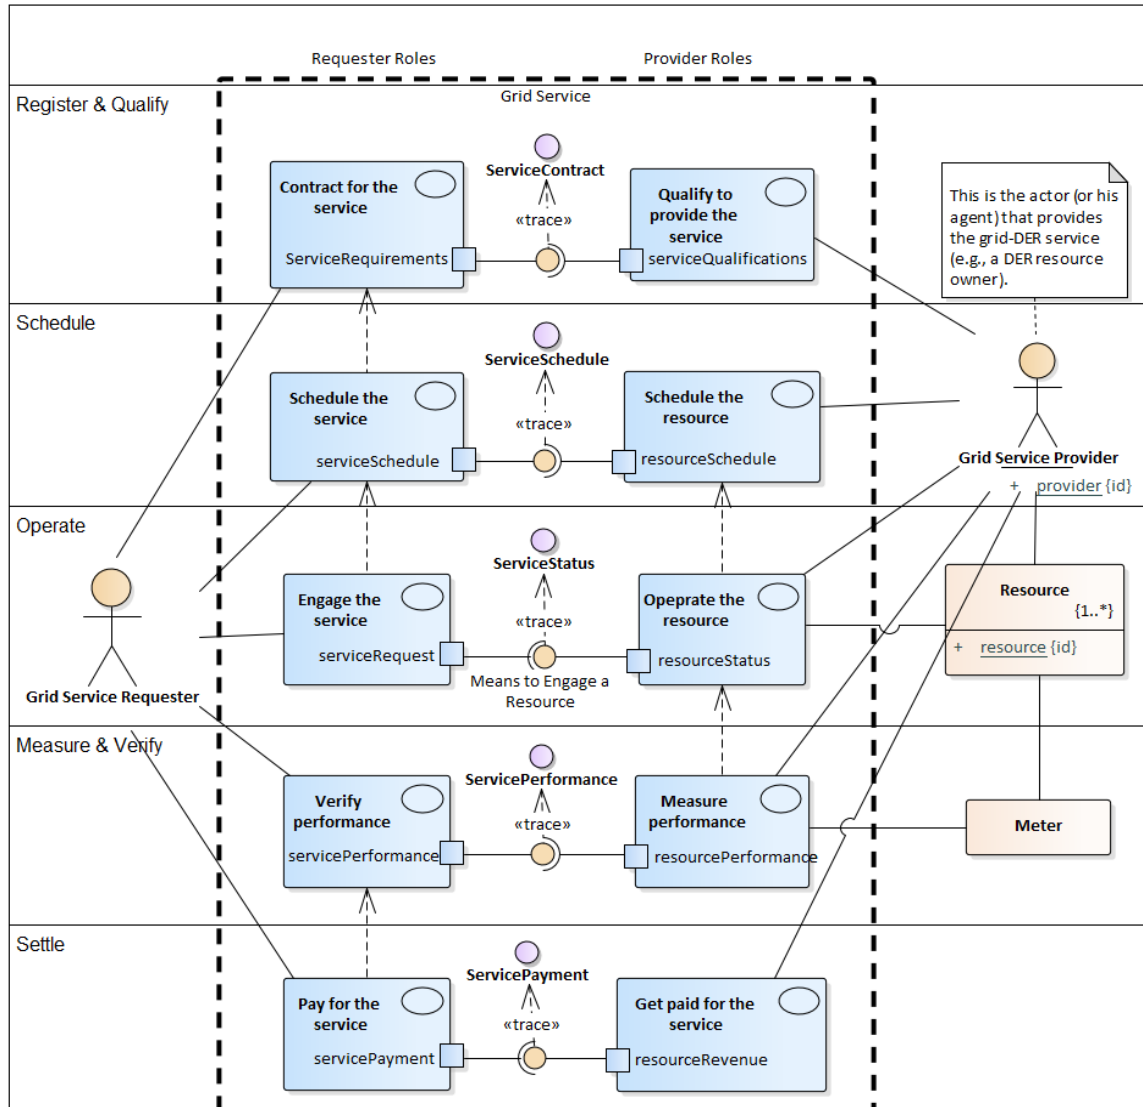 Requester Roles
Provider Roles
Grid Service
Register & Qualify
ServiceContract
Contract for the
service
Qualify to
provide the
service
«trace»
ServiceRequirements
serviceQualifications
This is the actor (or his
agent) that provides
the grid-DER service
(e.g., a DER resource
owner).
Schedule
ServiceSchedule
Schedule the
service
Schedule the
resource
«trace»
serviceSchedule
resourceSchedule
Grid Service Provider
+ provider {id}
Operate
ServiceStatus
Engage the
service
Opeprate the
resource
«trace»
serviceRequest
resourceStatus
Means to Engage a
Resource
Resource
{1..*}
+ resource {id}
Grid Service Requester
Measure & Verify
ServicePerformance
Verify
performance
Measure
performance
«trace»
servicePerformance
resourcePerformance
Meter
Settle
ServicePayment
Pay for the
service
Get paid for the
service
«trace»
servicePayment
resourceRevenue